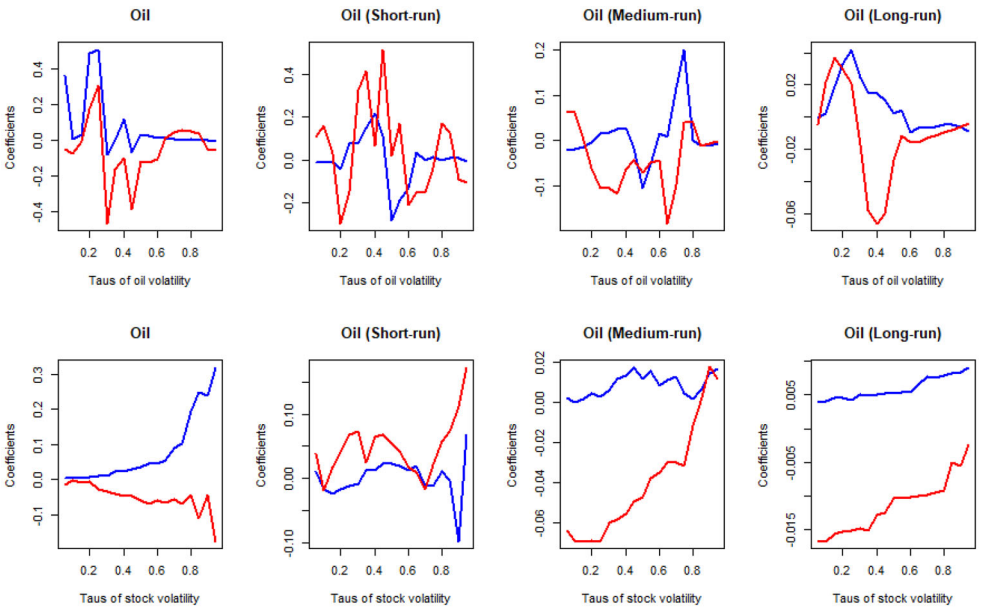 Oil
Oil (Short-run)
Oil (Medium-run)
Oil (Long-run)
Coefficients
0.4
0.2
0.0
-0.2
-0.4
0.2 0.4 0.6 0.8
Taus of oil volatility
Coefficients
0.4
0.2
0.0
-0.2
0.2 0.4 0.6 0.8
Taus of oil volatility
Coefficients
0.2
0.1
0.0
-0.1
0.2 0.4 0.6 0.8
Taus of oil volatility
Coefficients
0.02
-0.02
-0.06
0.2 0.4 0.6 0.8
Taus of oil volatility
Oil
Oil (Short-run)
Oil (Medium-run)
Oil (Long-run)
Coefficients
0.3
0.2
0.1
0.0
-0.1
0.2 0.4 0.6 0.8
Taus of stock volatility
Coefficients
0.10
0.00
-0.10
0.2 0.4 0.6 0.8
Taus of stock volatility
Coefficients
0.02
0.00
-0.02
-0.04
-0.06
0.2 0.4 0.6 0.8
Taus of stock volatility
Coefficients
0.005
-0.005
-0.015
0.2 0.4 0.6 0.8
Taus of stock volatility